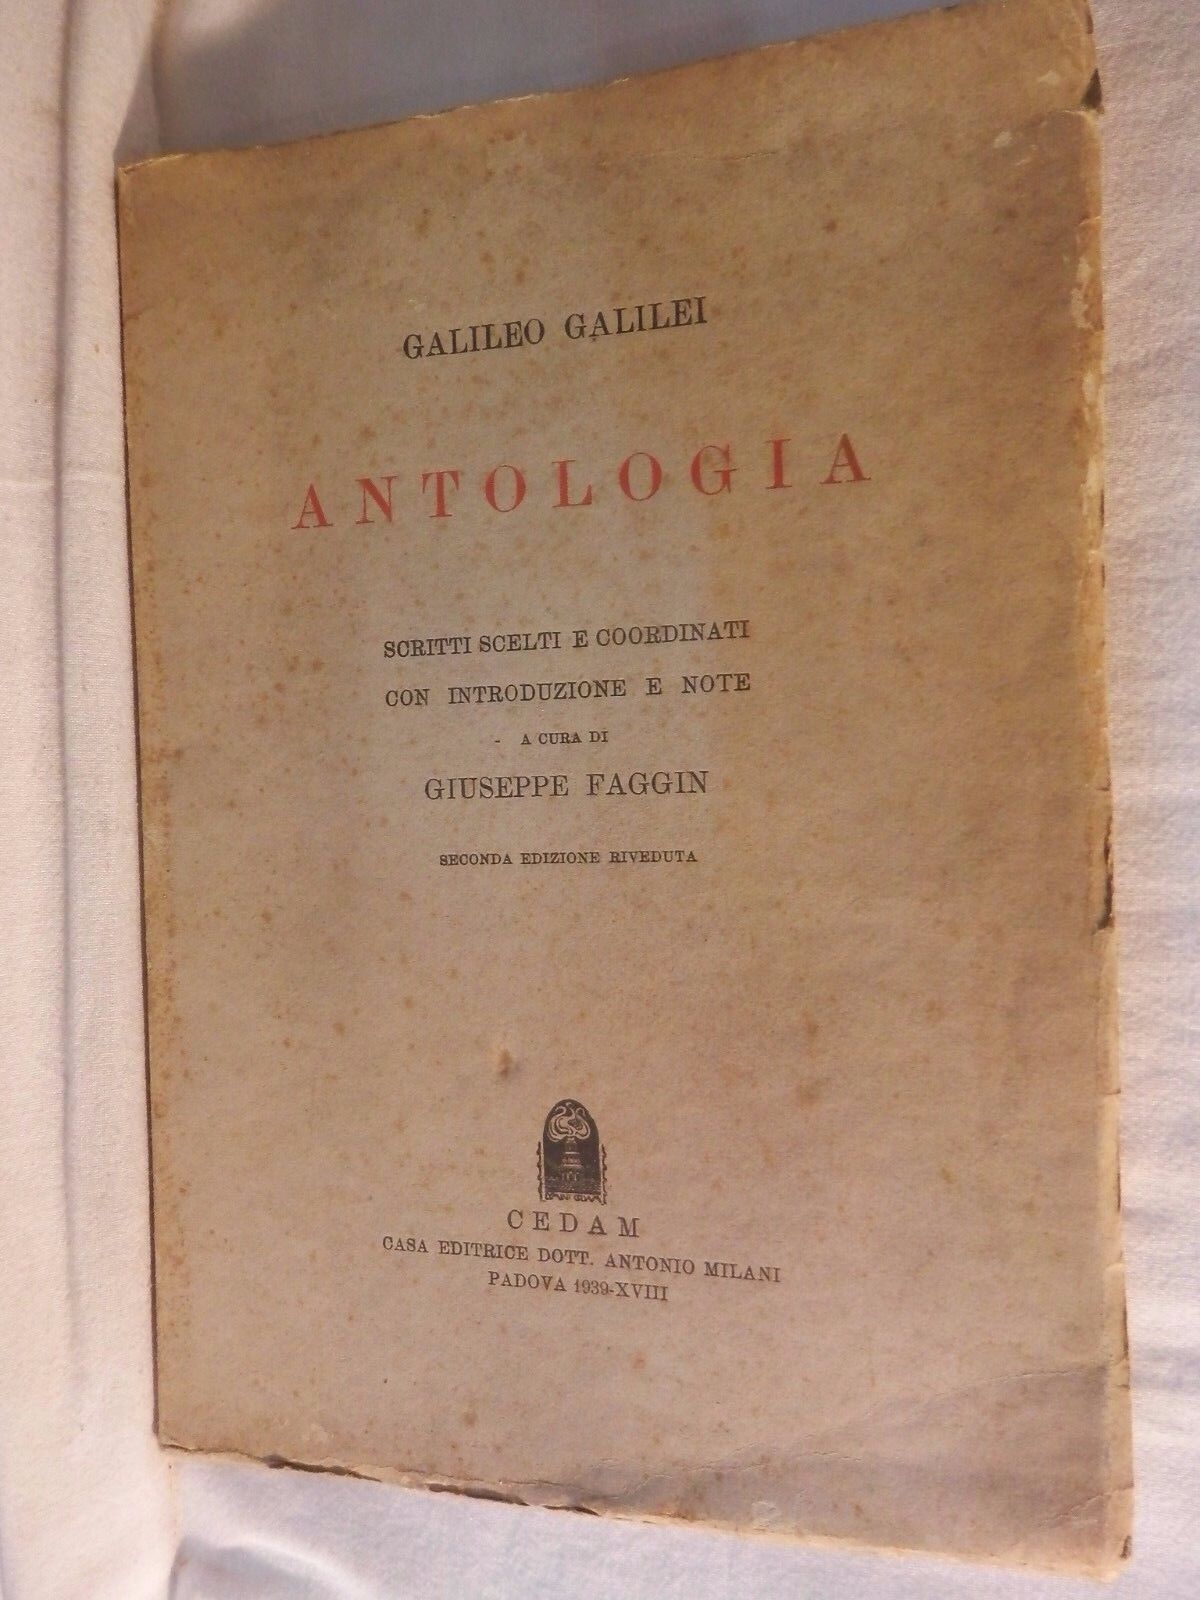 GALILEO GALILEI
ANTOLOGIA
SCRITTI SCELTI E COORDINATI
CON INTRODUZIONE E NOTE
A CURA DI
GIUSEPPE FAGGIN
SECONDA EDIZIONE RIVEDUTA
CEDAM
CASA EDITRICE DOTT. ANTONIO MILANI
PADOVA 1939-XVIII